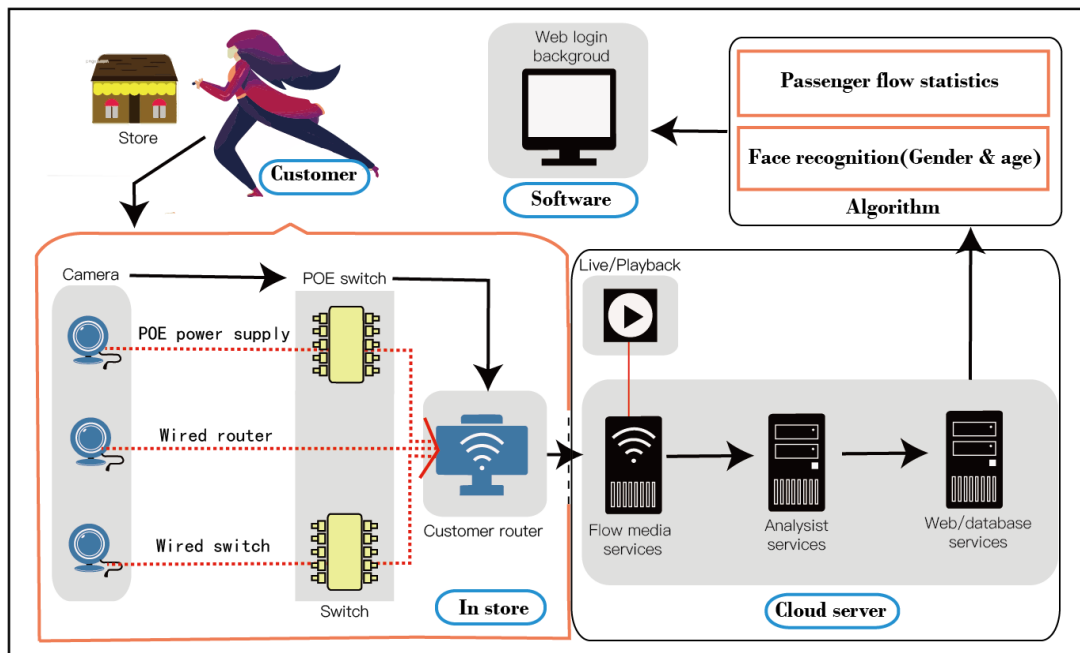 Store
Customer
Web login
backgroud
Software
Passenger flow statistics
Face recognition(Gender & age)
Algorithm
Camera
POE switch
POE power supply
Wired router
Wired switch
Switch
Customer router
In store
Live/Playback
Flow media
services
Analysist
services
Web/database
services
Cloud server